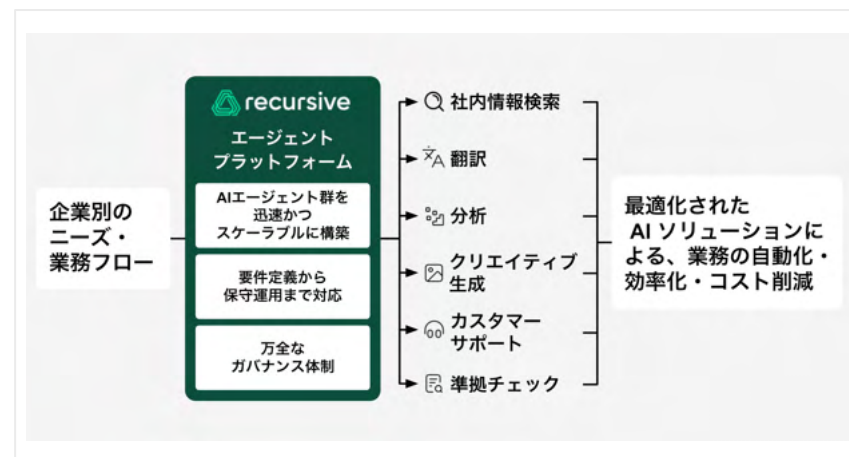 企業別の
ニーズ・
業務フロー
recursive
エージェント
プラットフォーム
AIエージェント群を
迅速かつ
スケーラブルに構築
要件定義から
保守運用まで対応
万全な
ガバナンス体制
社内情報検索
翻訳
分析
クリエイティブ
生成
カスタマー
サポート
準拠チェック
最適化された
AI ソリューションに
よる、業務の自動化・
効率化・コスト削減